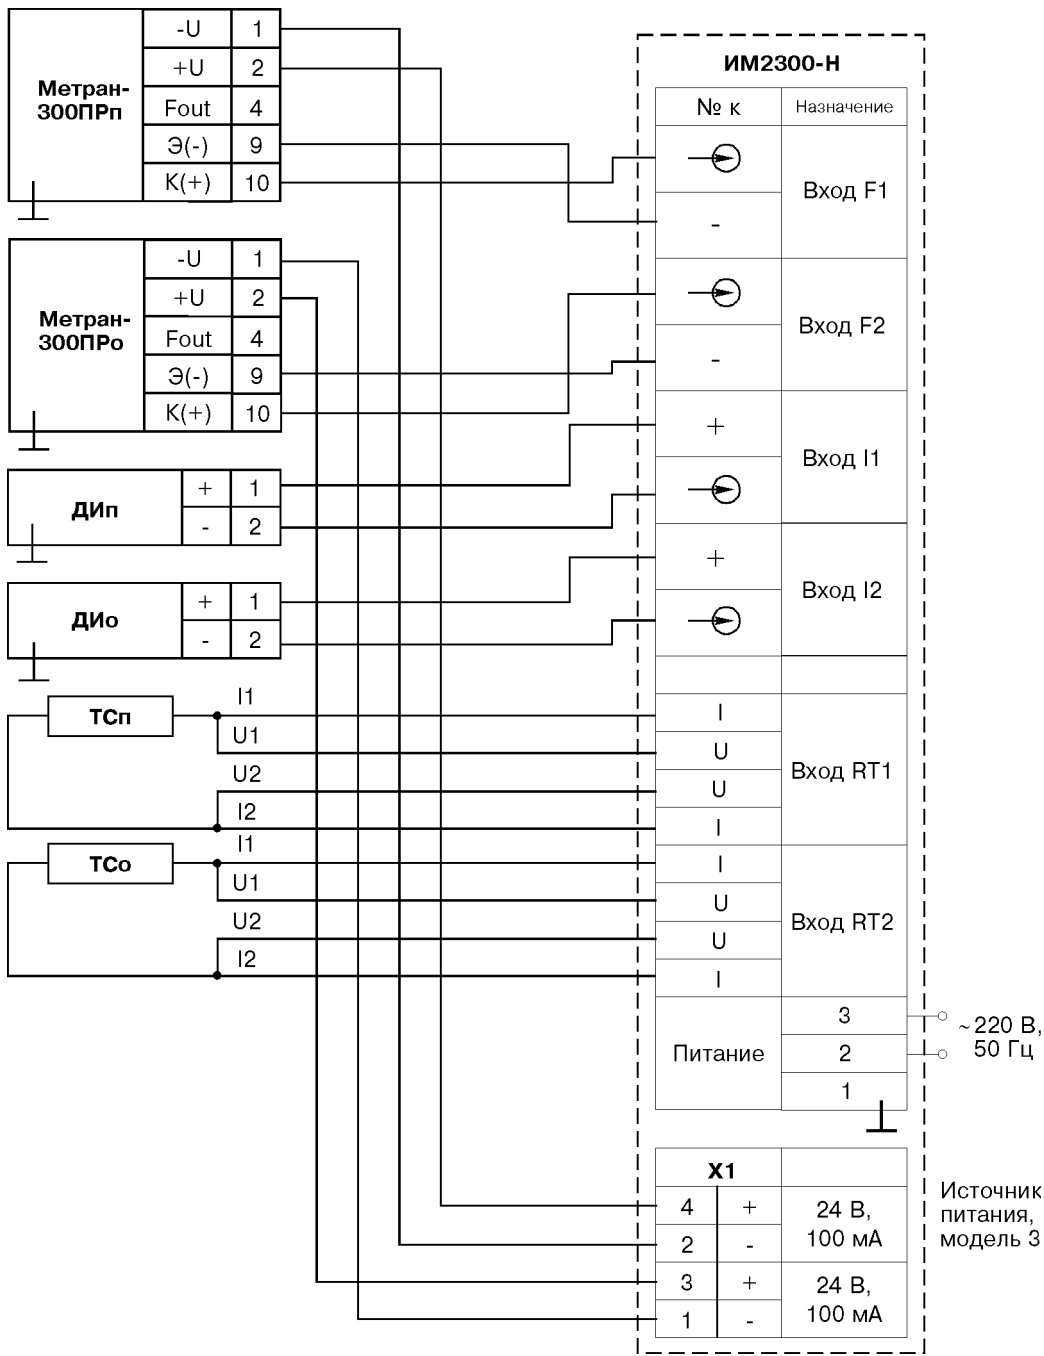 Метран-
300ПРп
-U 1
+U 2
Fout 4
Э(-) 9
К(+) 10
Метран-
300ПРо
-U 1
+U 2
Fout 4
Э(-) 9
К(+) 10
ДИп
+ 1
- 2
ДИо
+ 1
- 2
ТСп
I1
U1
U2
I2
ТСо
I1
U1
U2
I2
ИМ2300-Н
№ к Назначение
- Вход F1
- Вход F2
+ Вход I1
+ Вход I2
I
U
U
I
Вход RT1
I
U
U
I
Вход RT2
Питание
3
2
1
~220 В,
50 Гц
X1
4 +
2 -
24 В,
100 мА
3 +
1 -
24 В,
100 мА
Источник
питания,
модель 3